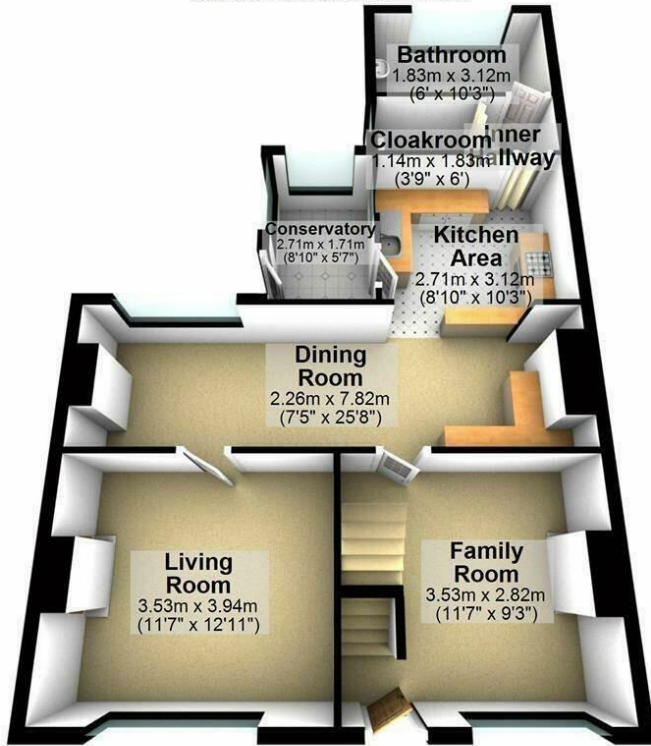 Bathroom
1.83m x 3.12m
(6' x 10'3")
Cloakroom
1.14m x 1.83m
(3'9" x 6')
Inner
Hallway
Conservatory
2.71m x 1.71m
(8'10" x 5'7")
Kitchen
Area
2.71m x 3.12m
(8'10" x 10'3")
Dining
Room
2.26m x 7.82m
(7'5" x 25'8")
Living
Room
3.53m x 3.94m
(11'7" x 12'11")
Family
Room
3.53m x 2.82m
(11'7" x 9'3")